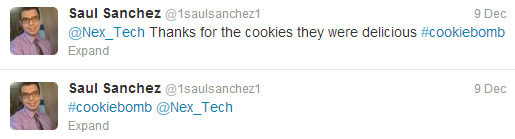 Saul Sanchez @1saulsanchez1 9 Dec
@Nex_Tech Thanks for the cookies they were delicious #cookiebomb
Expand
Saul Sanchez @1saulsanchez1 9 Dec
#cookiebomb @Nex_Tech
Expand